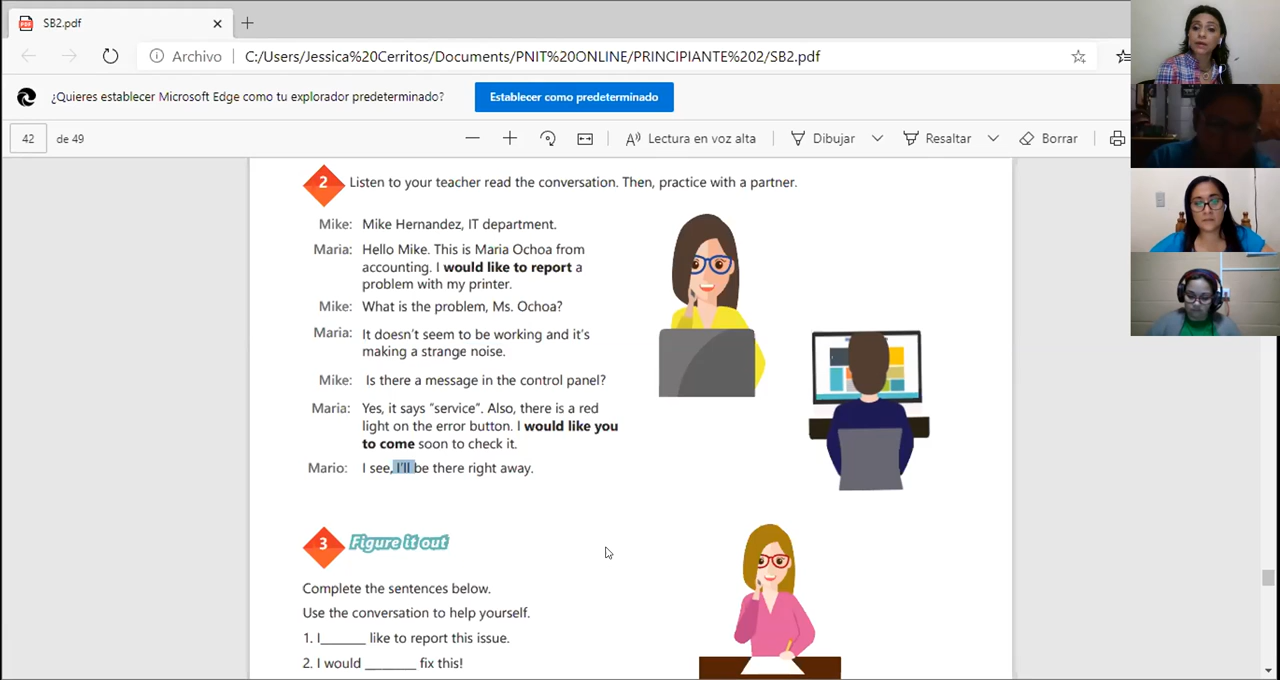 SB2.pdf
Archivo
C:/Users/Jessica%20Cerritos/Documents/PNIT%20ONLINE/PRINCIPIANTE%202/SB2.pdf
¿Quieres establecer Microsoft Edge como tu explorador predeterminado?
Establecer como predeterminado
42 de 49
Lectura en voz alta
Dibujar
Resaltar
Borrar
2 Listen to your teacher read the conversation. Then, practice with a partner.
Mike: Mike Hernandez, IT department.
Maria: Hello Mike. This is Maria Ochoa from
accounting. I would like to report a
problem with my printer.
Mike: What is the problem, Ms. Ochoa?
Maria: It doesn't seem to be working and it's
making a strange noise.
Mike: Is there a message in the control panel?
Maria: Yes, it says "service". Also, there is a red
light on the error button. I would like you
to come soon to check it.
Mario: I see, I'll be there right away.
3 Figure it out
Complete the sentences below.
Use the conversation to help yourself.
1. I______ like to report this issue.
2. I would _______ fix this!